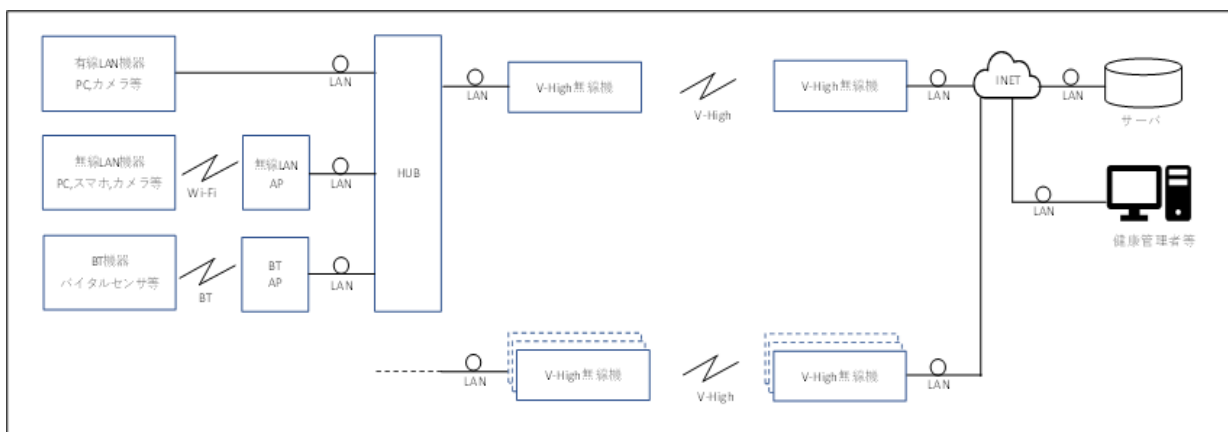 有線LAN機器
PC,カメラ等
LAN
無線LAN機器
PC,スマホ,カメラ等
Wi-Fi
無線LAN
AP
LAN
BT機器
バイタルセンサ等
BT
BT
AP
LAN
HUB
LAN
V-High無線機
V-High
V-High無線機
LAN
INET
LAN
サーバ
LAN
健康管理者等
LAN
V-High無線機
V-High
V-High無線機
LAN